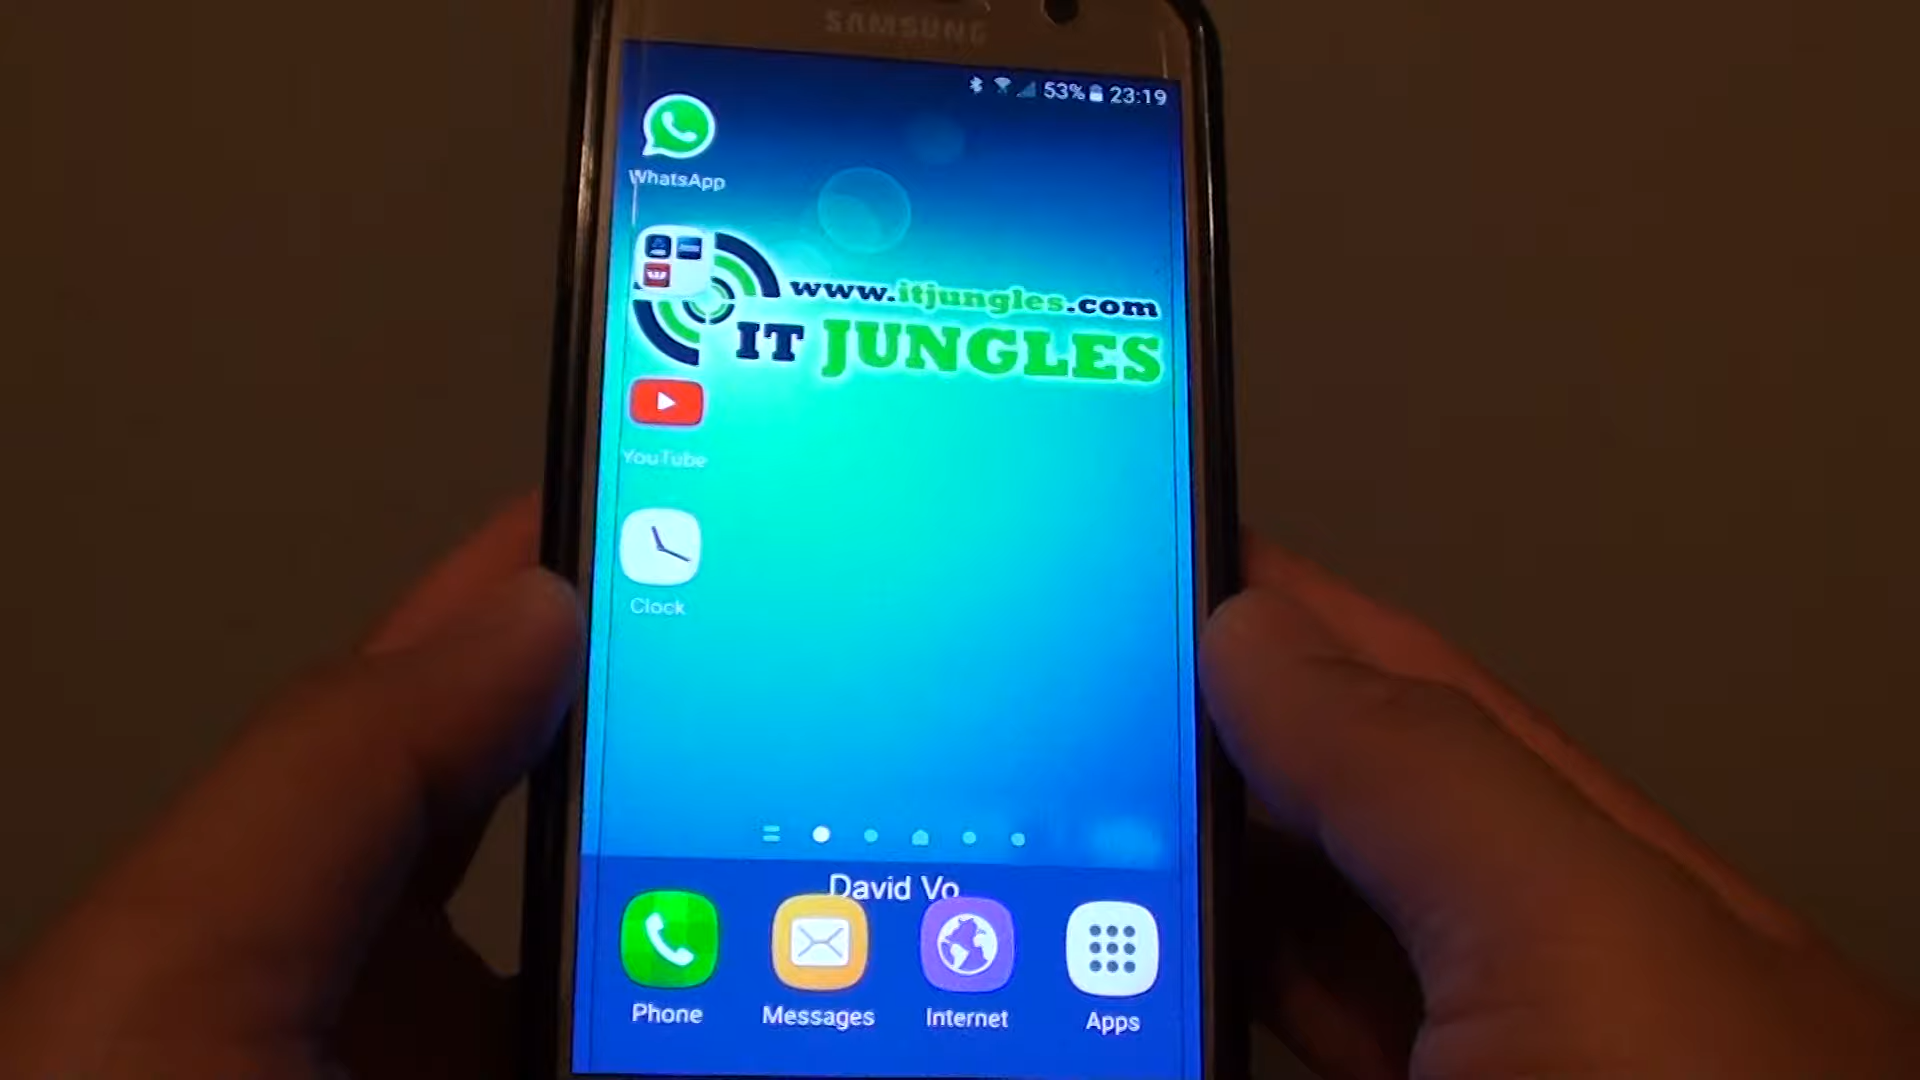 SAMSUNG
53% 23:19
WhatsApp
www.itjungles.com
IT JUNGLES
YouTube
Clock
David Vo
Phone
Messages
Internet
Apps